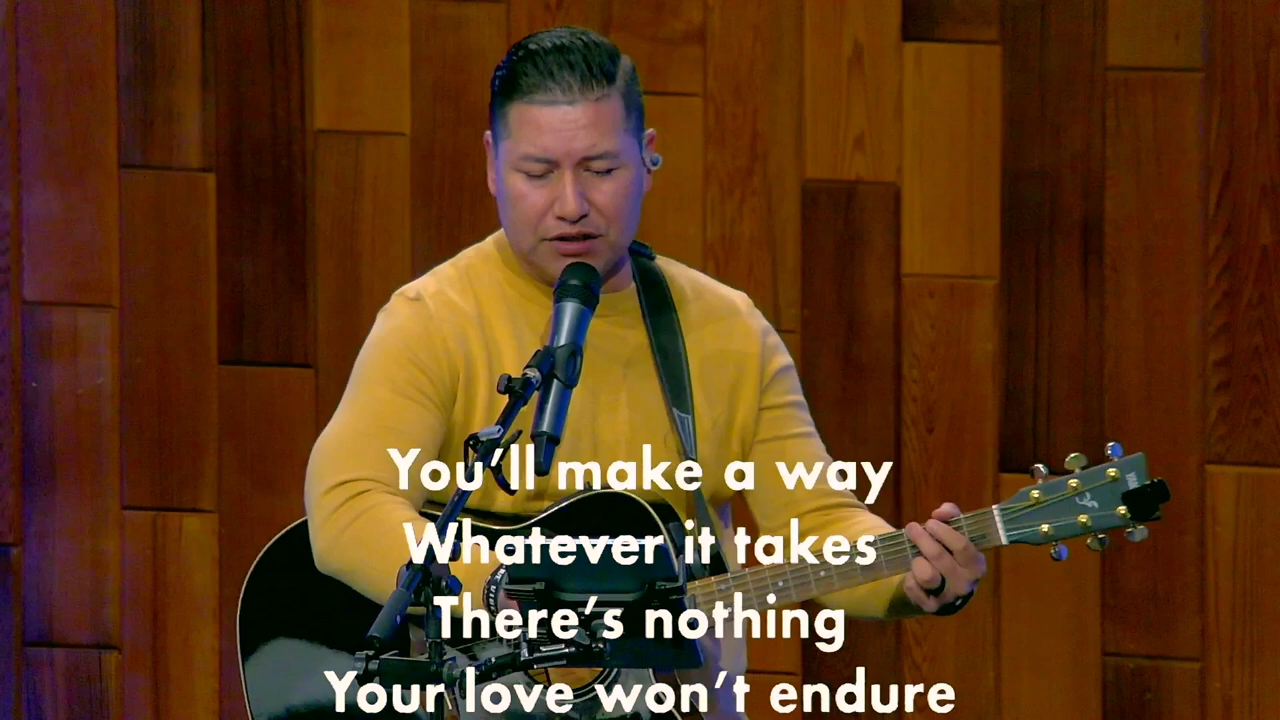 You'll make a way
Whatever it takes
There's nothing
Your love won't endure